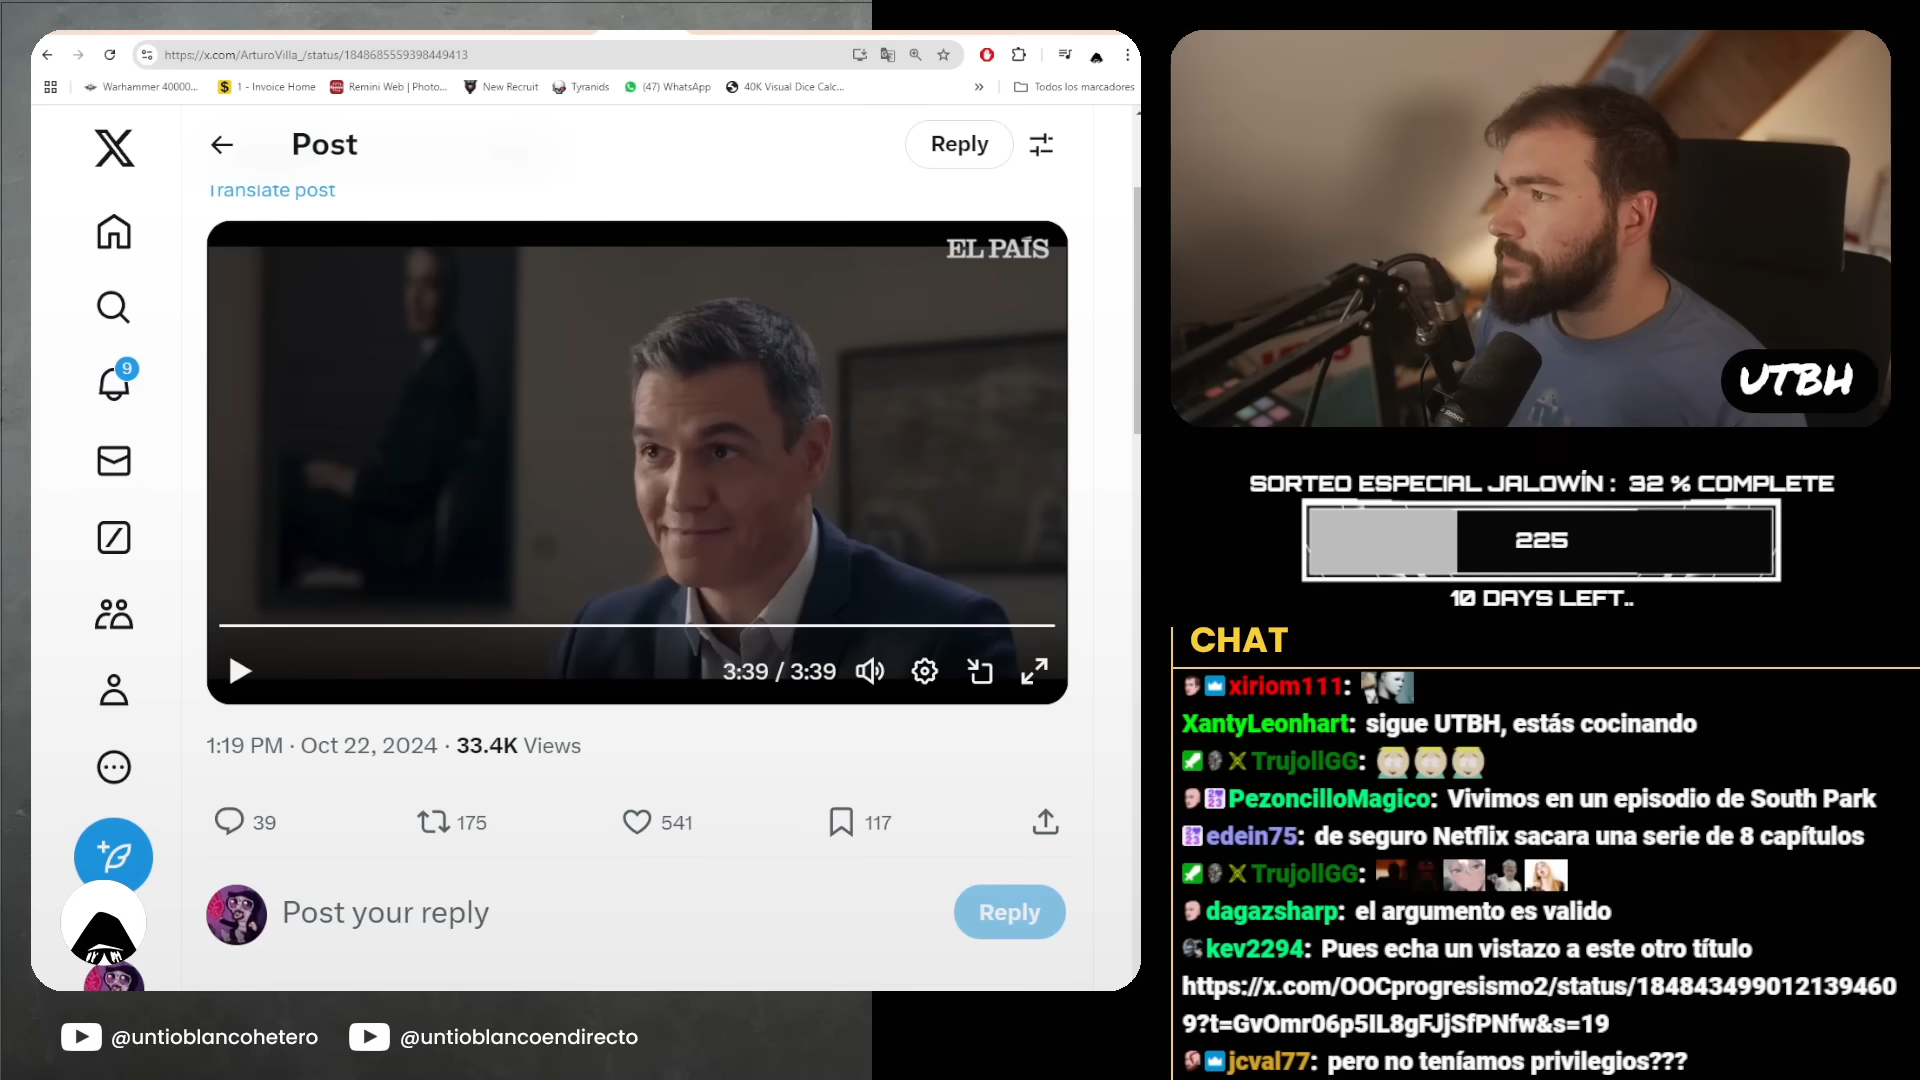 https://x.com/ArturoVilla_/status/1848685559398449413
Warhammer 40000...
1 - Invoice Home
Remini Web | Photo...
New Recruit
Tyranids
(47) WhatsApp
40K Visual Dice Calc...
»
Todos los marcadores
Post
Reply
Translate post
EL PAÍS
3:39 / 3:39
1:19 PM · Oct 22, 2024 · 33.4K Views
9
39
175
541
117
Post your reply
Reply
@untioblancohetero
@untioblancoendirecto
UTBH
SORTEO ESPECIAL JALOWÍN : 32 % COMPLETE
225
10 DAYS LEFT..
CHAT
xiriom111:
XantyLeonhart: sigue UTBH, estás cocinando
TrujollGG:
PezoncilloMagico: Vivimos en un episodio de South Park
edein75: de seguro Netflix sacara una serie de 8 capítulos
TrujollGG:
dagazsharp: el argumento es valido
kev2294: Pues echa un vistazo a este otro título
https://x.com/OOCprogresismo2/status/184843499012139460
9?t=GvOmr06p5IL8gFJjSfPNfw&s=19
jcval77: pero no teníamos privilegios???